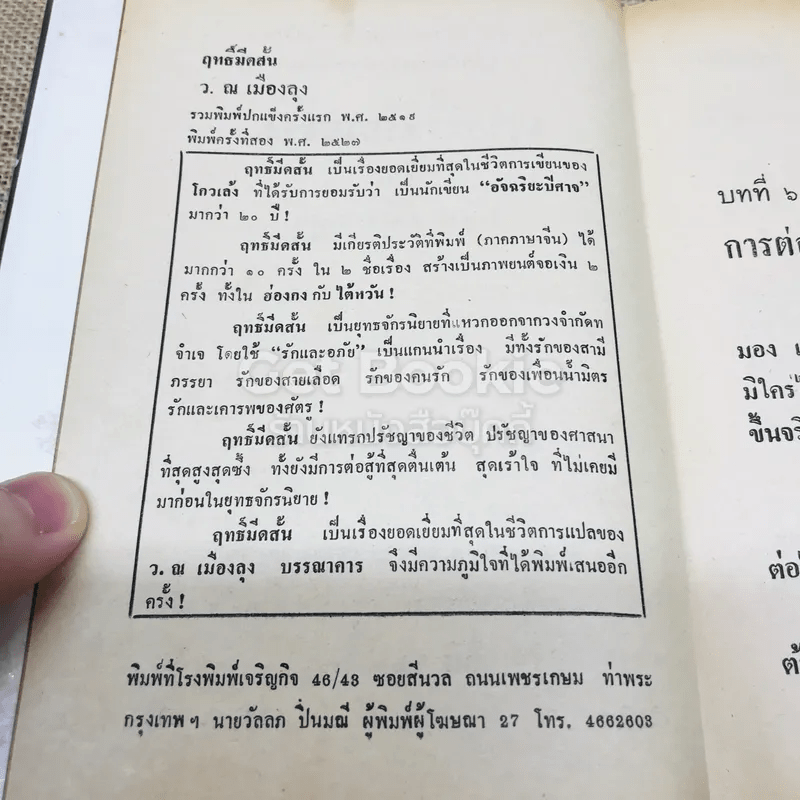 ฤทธิ์มีดสั้น
ว. ณ เมืองลุง
รวมพิมพ์ปกแข็งครั้งแรก พ.ศ. ๒๕๑๙
พิมพ์ครั้งที่สอง พ.ศ. ๒๕๒๗
ฤทธิ์มีดสั้น เป็นเรื่องยอดเยี่ยมที่สุดในชีวิตการเขียนของ
โกวเล้ง ที่ได้รับการยอมรับว่า เป็นนักเขียน “อัจฉริยะปีศาจ”
มากว่า ๒๐ ปี !
ฤทธิ์มีดสั้น มีเกียรติประวัติที่พิมพ์ (ภาคภาษาจีน) ได้
มากกว่า ๑๐ ครั้ง ใน ๒ ชื่อเรื่อง สร้างเป็นภาพยนต์จอเงิน ๒
ครั้ง ทั้งใน ฮ่องกง กับ ไต้หวัน !
ฤทธิ์มีดสั้น เป็นยุทธจักรนิยายที่แหวกออกจากวงจำกัดท
จำเจ โดยใช้ “รักและอภัย” เป็นแกนนำเรื่อง มีทั้งรักของสามี
ภรรยา รักของสายเลือด รักของคนรัก รักของเพื่อนน้ำมิตร
รักและเคารพของศัตรู !
ฤทธิ์มีดสั้น ยังแทรกปรัชญาของชีวิต ปรัชญาของศาสนา
ที่สุดสูงสุดซึ้ง ทั้งยังมีการต่อสู้ที่สุดตื่นเต้น สุดเร้าใจ ที่ไม่เคยมี
มาก่อนในยุทธจักรนิยาย !
ฤทธิ์มีดสั้น เป็นเรื่องยอดเยี่ยมที่สุดในชีวิตการแปลของ
ว. ณ เมืองลุง บรรณาคาร จึงมีความภูมิใจที่ได้พิมพ์เสนออีก
ครั้ง !
พิมพ์ที่โรงพิมพ์เจริญกิจ 46/43 ซอยสีนวล ถนนเพชรเกษม ท่าพระ
กรุงเทพฯ นายวัลลภ ปิ่นมณี ผู้พิมพ์ผู้โฆษณา 27 โทร. 4662603
Get Bookie
ร้านหนังสือบุ๊คกี้
บทที่ ๖
การต่อ
มอง
มิใคร่
ขึ้นจริ
ต่อ